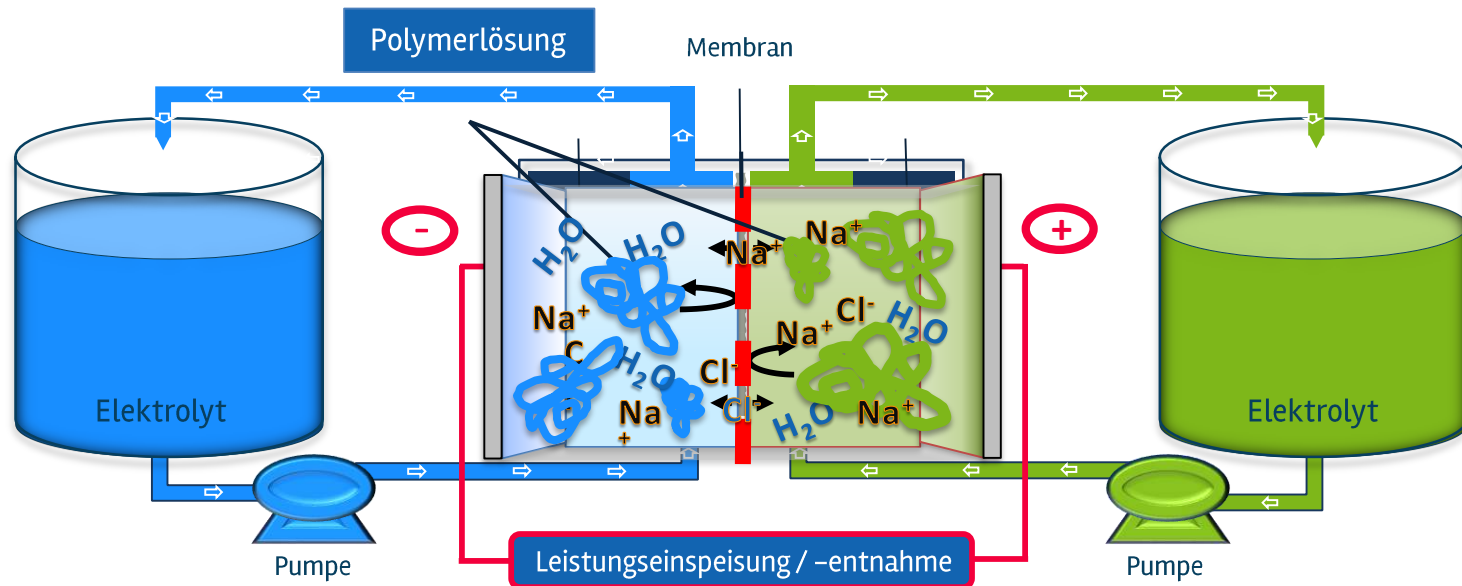 Polymerlösung
Membran
-
+
H₂O
H₂O
Na⁺
Na⁺
Na⁺
C
H₂O
Cl⁻
Na
+
Cl⁻
Cl⁻
Na⁺
H₂O
H₂O
Na⁺
Elektrolyt
Elektrolyt
Pumpe
Leistungseinspeisung / –entnahme
Pumpe